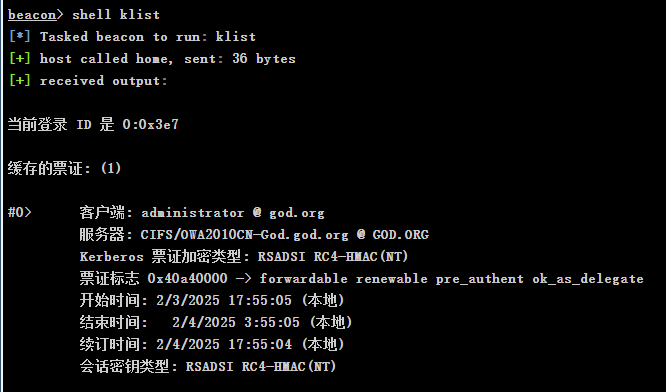 beacon> shell klist
[*] Tasked beacon to run: klist
[+] host called home, sent: 36 bytes
[+] received output:
当前登录 ID 是 0:0x3e7
缓存的票证: (1)
#0> 客户端: administrator @ god.org
服务器: CIFS/OWA2010CN-God.god.org @ GOD.ORG
Kerberos 票证加密类型: RSADSI RC4-HMAC(NT)
票证标志 0x40a40000 -> forwardable renewable pre_authent ok_as_delegate
开始时间: 2/3/2025 17:55:05 (本地)
结束时间: 2/4/2025 3:55:05 (本地)
续订时间: 2/4/2025 17:55:04 (本地)
会话密钥类型: RSADSI RC4-HMAC(NT)